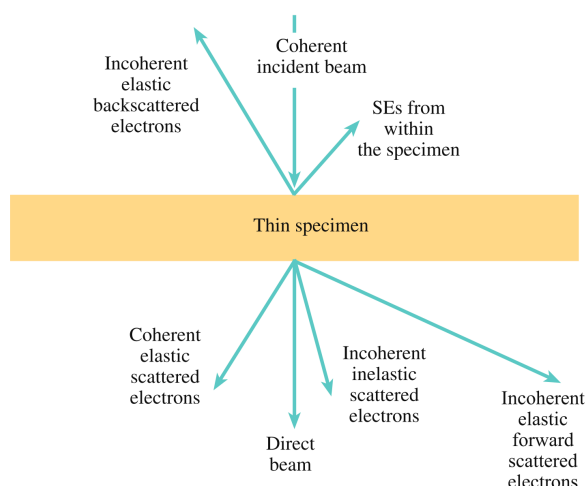 Coherent
incident beam
Incoherent
elastic
backscattered
electrons
SEs from
within
the specimen
Thin specimen
Coherent
elastic
scattered
electrons
Direct
beam
Incoherent
inelastic
scattered
electrons
Incoherent
elastic
forward
scattered
electrons